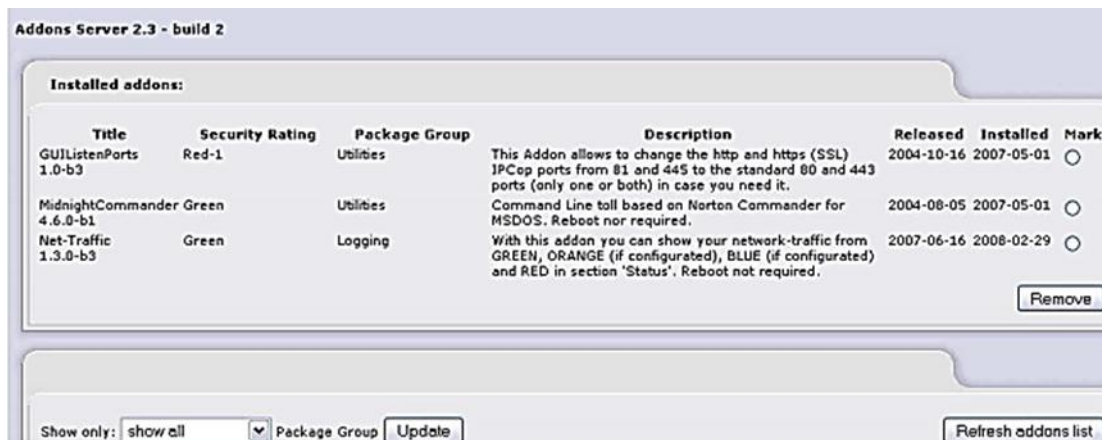 Addons Server 2.3 - build 2
Installed addons:
Title Security Rating Package Group Description Released Installed Mark
GUIListenPorts Red-1 Utilities This Addon allows to change the http and https (SSL) 2004-10-16 2007-05-01
1.0-b3 IPCop ports from 81 and 445 to the standard 80 and 443
ports (only one or both) in case you need it.
MidnightCommander Green Utilities Command Line toll based on Norton Commander for 2004-08-05 2007-05-01
4.6.0-b1 MSDOS. Reboot nor required.
Net-Traffic Green Logging With this addon you can show your network-traffic from 2007-06-16 2008-02-29
1.3.0-b3 GREEN, ORANGE (if configurated), BLUE (if configurated)
and RED in section 'Status'. Reboot not required.
Remove
Show only: show all Package Group Update Refresh addons list